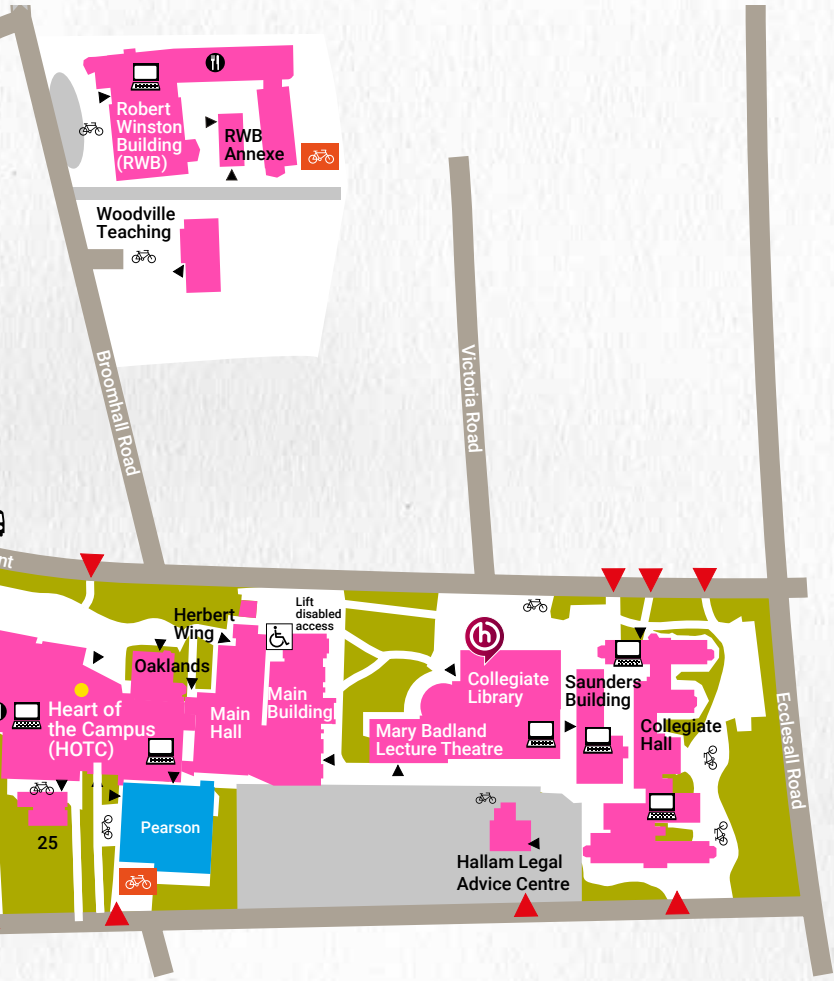 Robert
Winston
Building
(RWB)
RWB
Annexe
Woodville
Teaching
Broomhall Road
Victoria Road
nt
Herbert
Wing
Lift
disabled
access
Oaklands
h
Collegiate
Library
Saunders
Building
Heart of
the Campus
(HOTC)
Main
Hall
Main
Building
Mary Badland
Lecture Theatre
Collegiate
Hall
Ecclesall Road
Pearson
25
Hallam Legal
Advice Centre